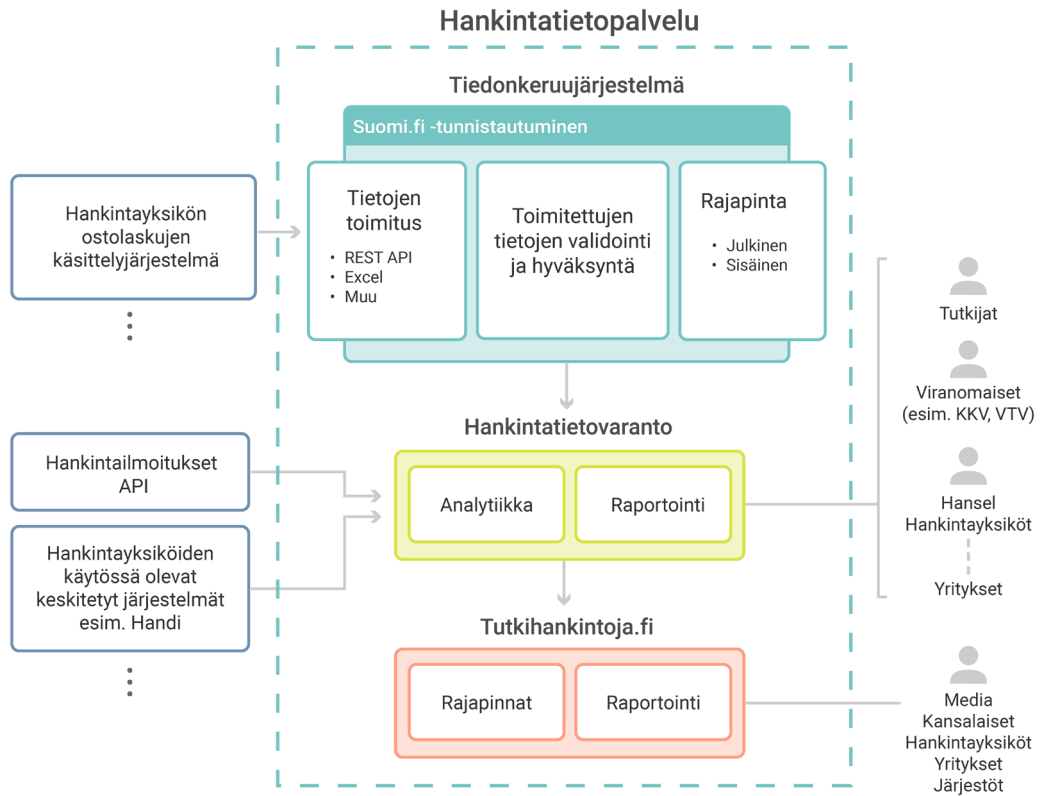 Hankintatietopalvelu
Tiedonkeruujärjestelmä
Suomi.fi -tunnistautuminen
Hankintayksikön
ostolaskujen
käsittelyjärjestelmä
Tietojen
toimitus
• REST API
• Excel
• Muu
Toimitettujen
tietojen validointi
ja hyväksyntä
Rajapinta
• Julkinen
• Sisäinen
Hankintatietovaranto
Hankintailmoitukset
API
Hankintayksiköiden
käytössä olevat
keskitetyt järjestelmät
esim. Handi
Analytiikka
Raportointi
Tutkihankintoja.fi
Rajapinnat
Raportointi
Tutkijat
Viranomaiset
(esim. KKV, VTV)
Hansel
Hankintayksiköt
Yritykset
Media
Kansalaiset
Hankintayksiköt
Yritykset
Järjestöt